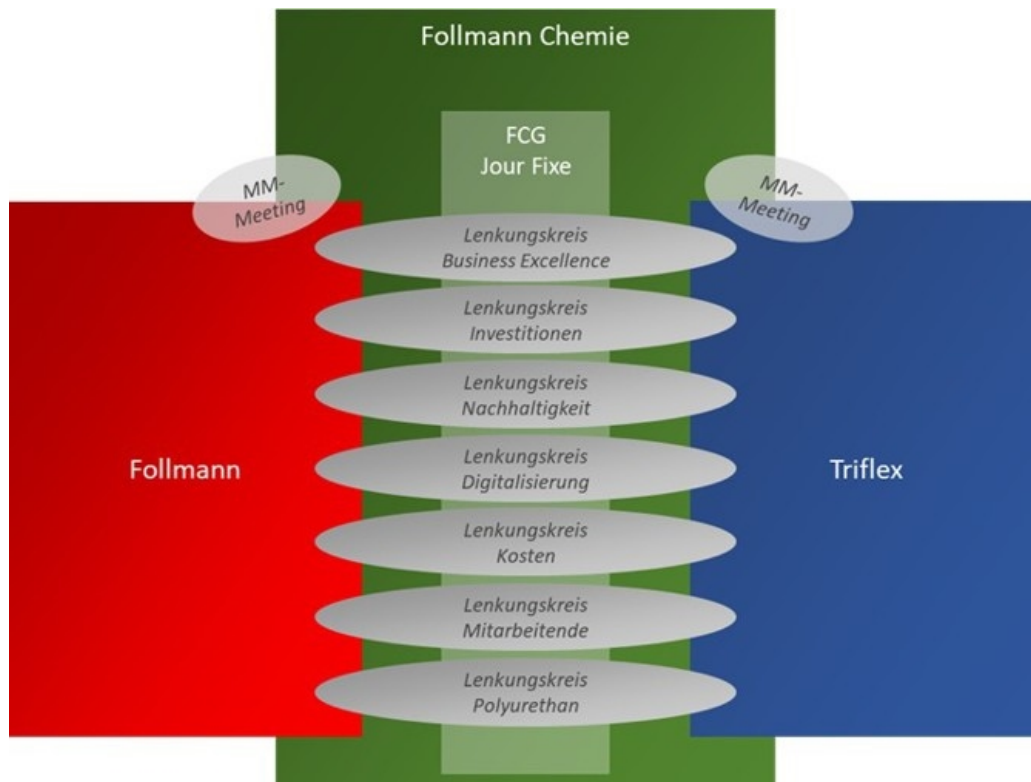 Follmann Chemie
FCG
Jour Fixe
MM-
Meeting
MM-
Meeting
Lenkungskreis
Business Excellence
Lenkungskreis
Investitionen
Lenkungskreis
Nachhaltigkeit
Follmann
Lenkungskreis
Digitalisierung
Triflex
Lenkungskreis
Kosten
Lenkungskreis
Mitarbeitende
Lenkungskreis
Polyurethan